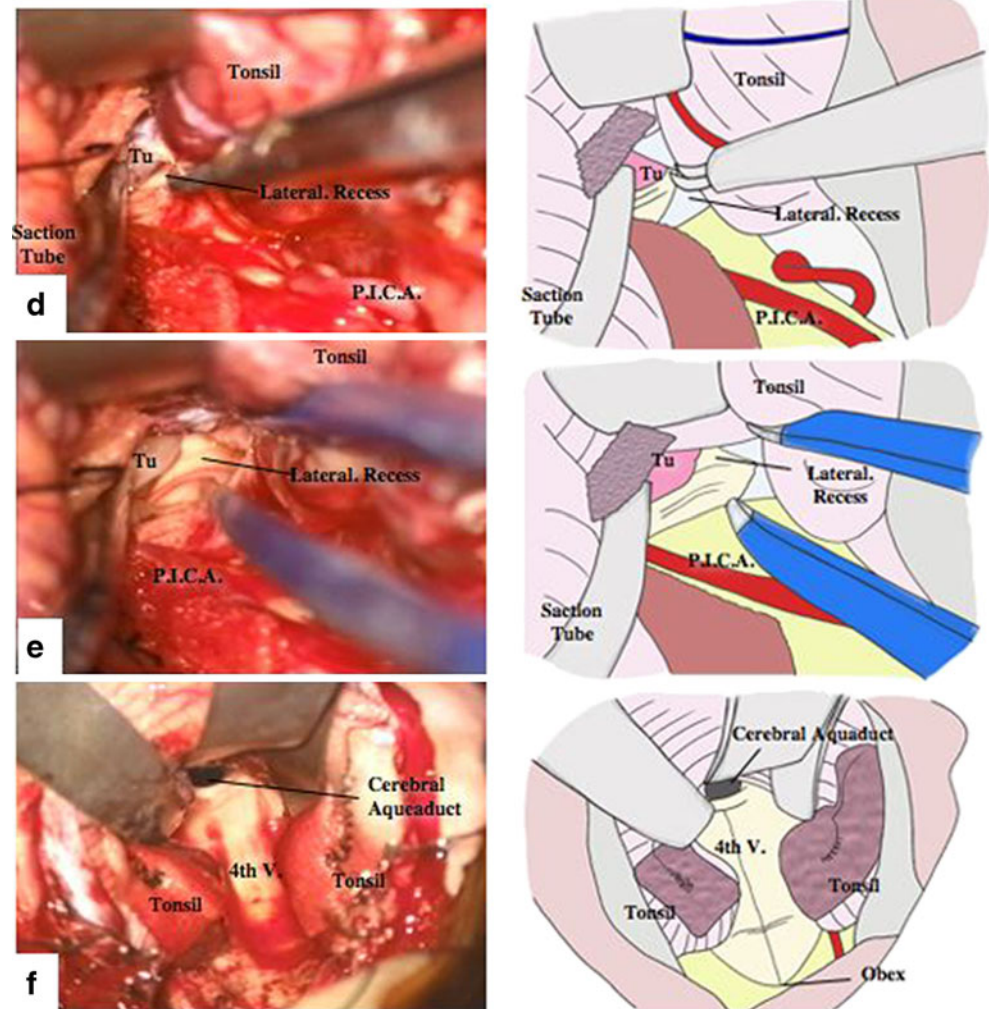 Tonsil
Tu
Lateral. Recess
Saction
Tube
P.I.C.A.
d
Tonsil
Tu
Lateral. Recess
Saction
Tube
P.I.C.A.
Tonsil
Tu
Lateral. Recess
P.I.C.A.
e
Tonsil
Tu
Lateral.
Recess
P.I.C.A.
Saction
Tube
Cerebral
Aqueaduct
4th V.
Tonsil
Tonsil
f
Cerebral Aquaduct
4th V.
Tonsil
Tonsil
Obex